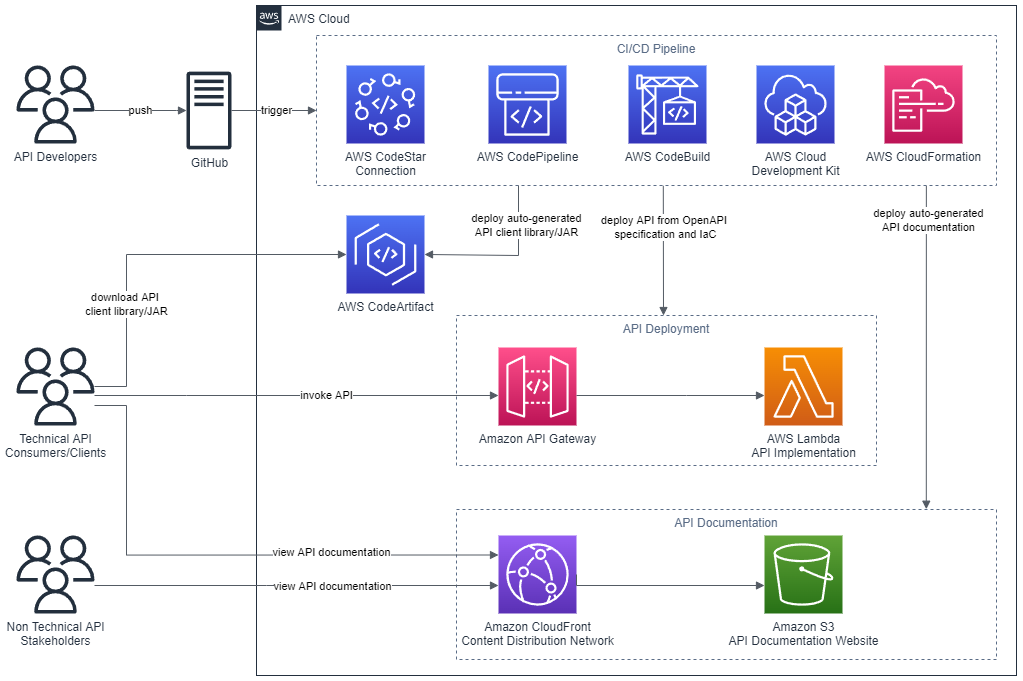 aws
AWS Cloud
CI/CD Pipeline
API Developers
push
GitHub
trigger
AWS CodeStar
Connection
AWS CodePipeline
AWS CodeBuild
AWS Cloud
Development Kit
AWS CloudFormation
deploy auto-generated
API client library/JAR
deploy API from OpenAPI
specification and IaC
deploy auto-generated
API documentation
AWS CodeArtifact
download API
client library/JAR
API Deployment
Technical API
Consumers/Clients
invoke API
Amazon API Gateway
AWS Lambda
API Implementation
API Documentation
view API documentation
view API documentation
Non Technical API
Stakeholders
Amazon CloudFront
Content Distribution Network
Amazon S3
API Documentation Website